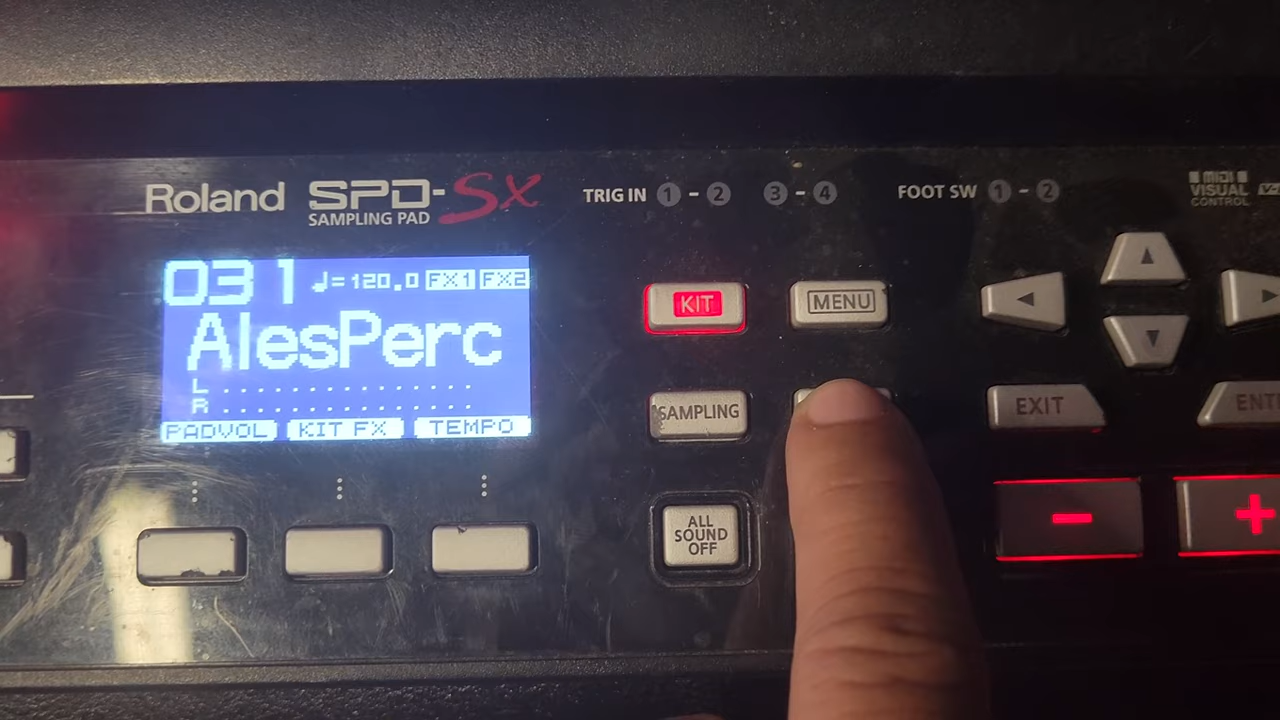 Roland SPD-SX
SAMPLING PAD
TRIG IN 1 - 2 3 - 4
FOOT SW 1 - 2
MIDI
VISUAL
CONTROL
031 ♩=120.0 FX1 FX2
AlesPerc
L
R
PADVOL KIT FX TEMPO
KIT
MENU
SAMPLING
EXIT
ENT
ALL
SOUND
OFF
-
+